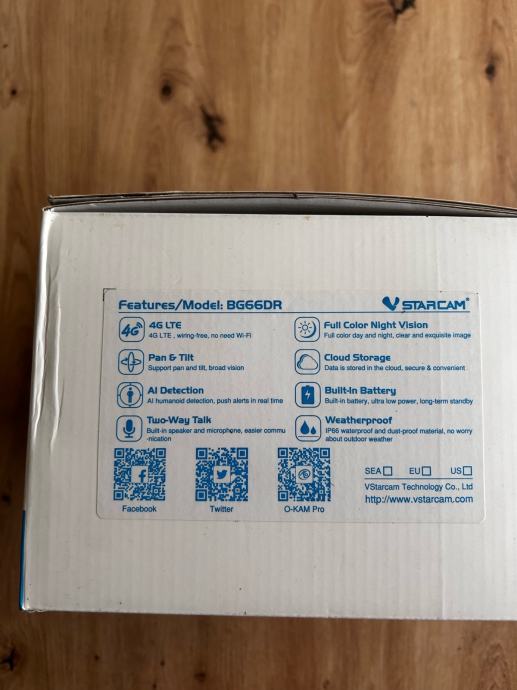 Features/Model: BG66DR
VSTARCAM®
4G
4G LTE
4G LTE , wiring-free, no need Wi-Fi
Full Color Night Vision
Full color day and night, clear and exquisite image
Pan & Tilt
Support pan and tilt, broad vision
Cloud Storage
Data is stored in the cloud, secure & convenient
AI Detection
AI humanoid detection, push alerts in real time
Built-In Battery
Built-in battery, ultra low power, long-term standby
Two-Way Talk
Built-in speaker and microphone, easier commu
-nication
Weatherproof
IP66 waterproof and dust-proof material, no worry
about outdoor weather
Facebook
Twitter
O-KAM Pro
SEA EU US
VStarcam Technology Co., Ltd
http://www.vstarcam.com